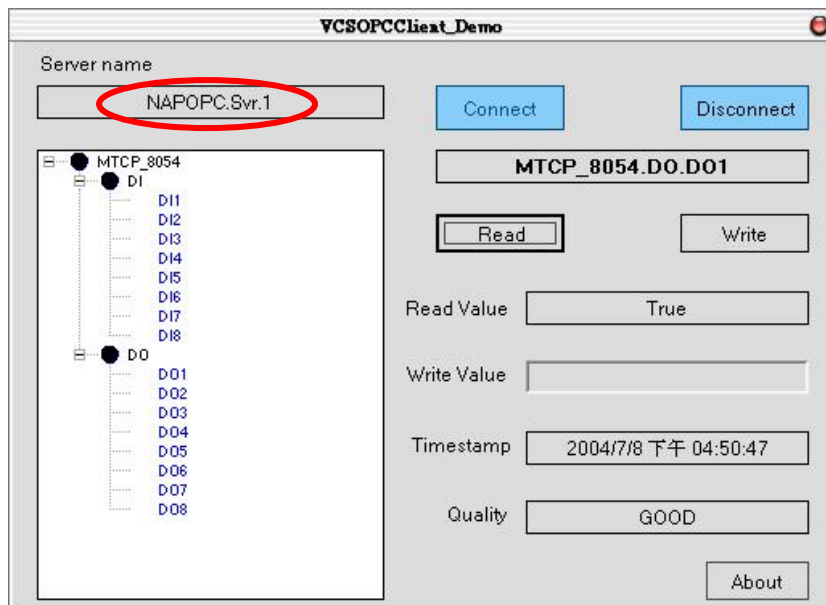 VCSOPCClient_Demo
Server name
NAPOPC.Svr.1
Connect
Disconnect
MTCP_8054
DI
DI1
DI2
DI3
DI4
DI5
DI6
DI7
DI8
DO
DO1
DO2
DO3
DO4
DO5
DO6
DO7
DO8
MTCP_8054.DO.DO1
Read
Write
Read Value
True
Write Value
Timestamp
2004/7/8 下午 04:50:47
Quality
GOOD
About